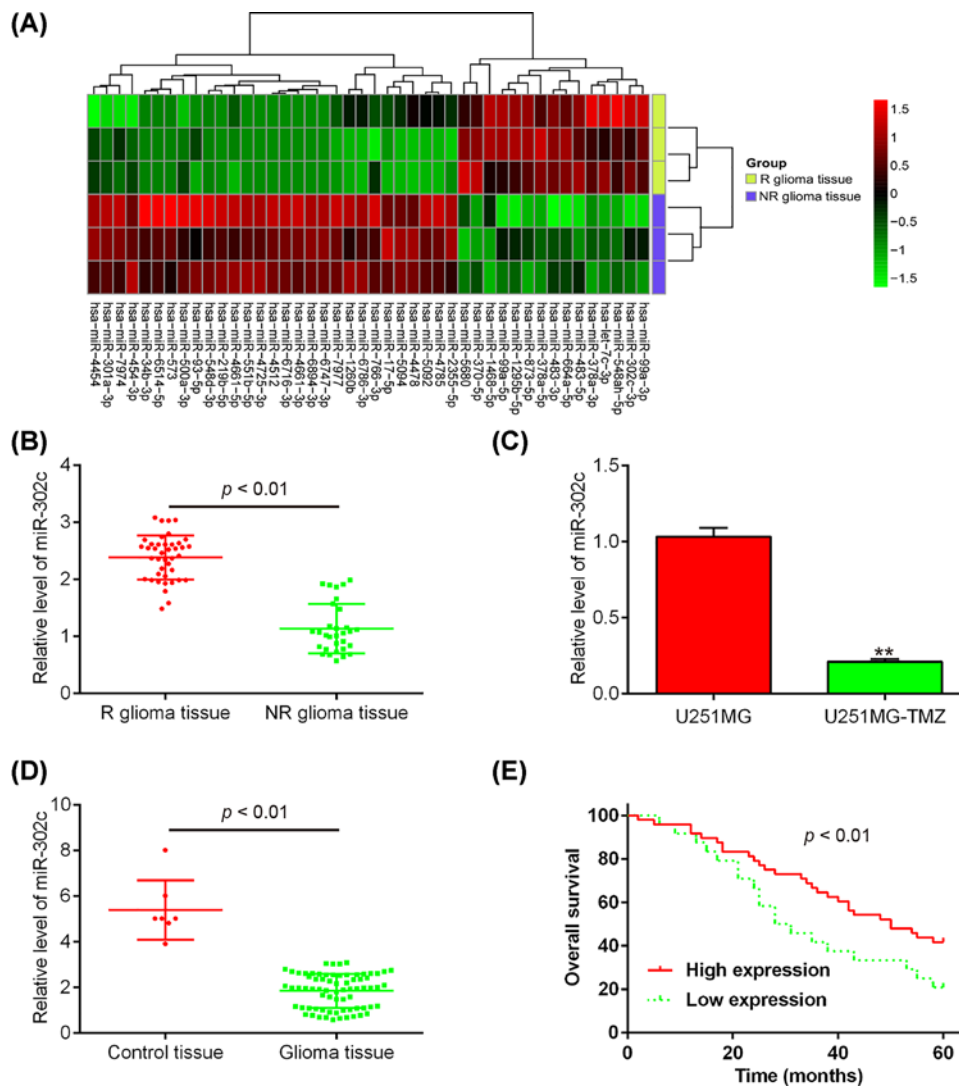 (A)
1.5
1
0.5
0
−0.5
−1
−1.5
Group
R glioma tissue
NR glioma tissue
hsa−miR−4454
hsa−miR−301a−3p
hsa−miR−7974
hsa−miR−454−3p
hsa−miR−34b−3p
hsa−miR−6514−5p
hsa−miR−573
hsa−miR−500a−3p
hsa−miR−93−5p
hsa−miR−548d−3p
hsa−miR−219b−5p
hsa−miR−4661−5p
hsa−miR−551b−5p
hsa−miR−4725−3p
hsa−miR−4512
hsa−miR−6716−3p
hsa−miR−4661−3p
hsa−miR−6894−3p
hsa−miR−6747−3p
hsa−miR−7977
hsa−miR−1260b
hsa−miR−6786−3p
hsa−miR−766−3p
hsa−miR−17−5p
hsa−miR−5094
hsa−miR−4478
hsa−miR−5092
hsa−miR−4785
hsa−miR−2355−5p
hsa−miR−5680
hsa−miR−370−5p
hsa−miR−1468−5p
hsa−miR−99a−5p
hsa−miR−1295b−5p
hsa−miR−873−5p
hsa−miR−378a−5p
hsa−miR−483−3p
hsa−miR−664a−5p
hsa−miR−483−5p
hsa−miR−378a−3p
hsa−let−7c−3p
hsa−miR−548ah−5p
hsa−miR−302c−3p
hsa−miR−99a−3p
(B)
Relative level of miR-302c
4
3
2
1
0
p < 0.01
R glioma tissue
NR glioma tissue
(C)
Relative level of miR-302c
1.5
1.0
0.5
0.0
**
U251MG
U251MG-TMZ
(D)
Relative level of miR-302c
10
8
6
4
2
0
p < 0.01
Control tissue
Glioma tissue
(E)
Overall survival
100
80
60
40
20
0
p < 0.01
High expression
Low expression
0
20
40
60
Time (months)